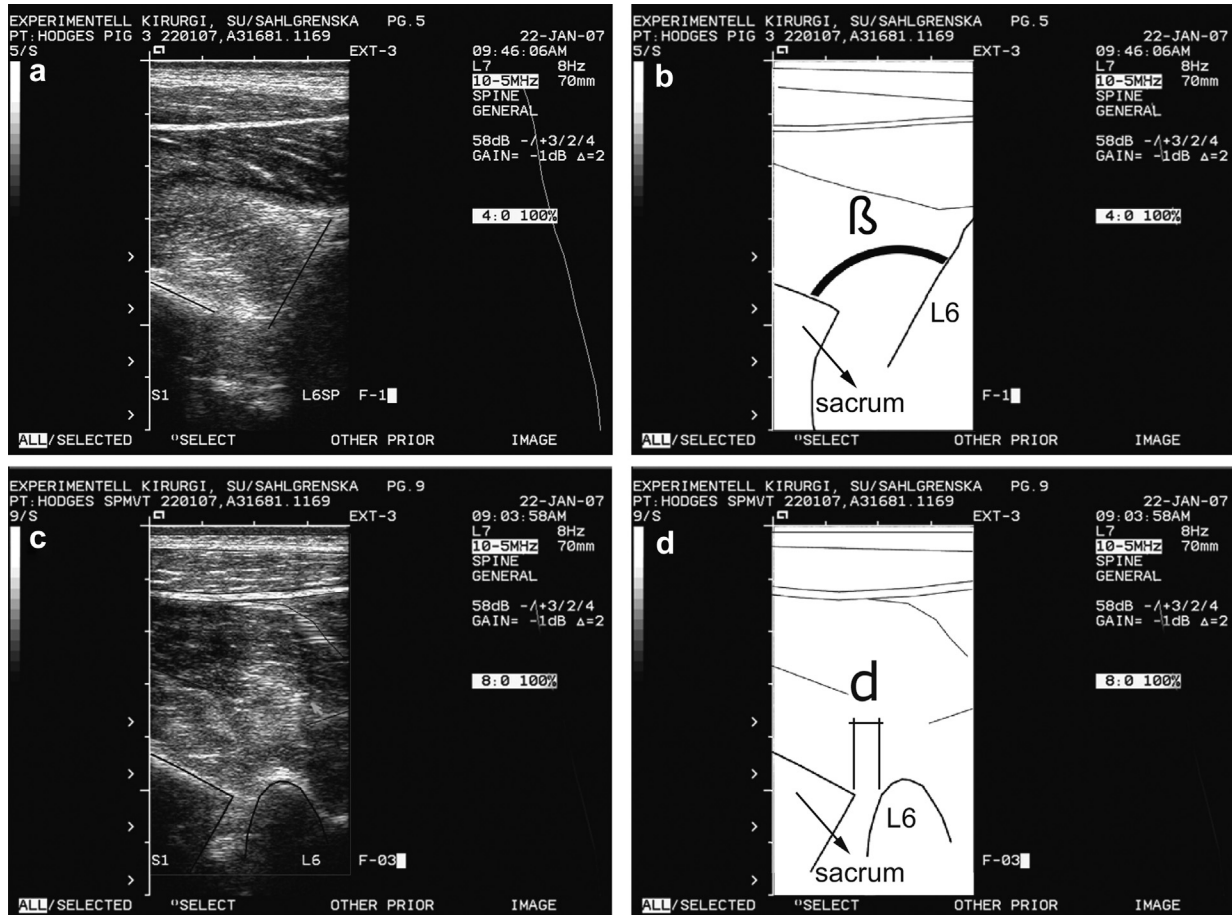 EXPERIMENTELL KIRURGI, SU/SAHLGRENSKA PG.5
PT:HODGES PIG 3 220107,A31681.1169 22-JAN-07
5/S EXT-3 09:46:06AM
a
L7 8Hz
10-5MHz 70mm
SPINE
GENERAL
58dB -/+3/2/4
GAIN= -1dB Δ=2
4:0 100%
S1 L6SP F-1
ALL/SELECTED "SELECT OTHER PRIOR IMAGE
EXPERIMENTELL KIRURGI, SU/SAHLGRENSKA PG.5
PT:HODGES PIG 3 220107,A31681.1169 22-JAN-07
5/S EXT-3 09:46:06AM
b
L7 8Hz
10-5MHz 70mm
SPINE
GENERAL
58dB -/+3/2/4
GAIN= -1dB Δ=2
4:0 100%
ß
L6
sacrum F-1
ALL/SELECTED "SELECT OTHER PRIOR IMAGE
EXPERIMENTELL KIRURGI, SU/SAHLGRENSKA PG.9
PT:HODGES SPMVT 220107,A31681.1169 22-JAN-07
9/S EXT-3 09:03:58AM
c
L7 8Hz
10-5MHz 70mm
SPINE
GENERAL
58dB -/+3/2/4
GAIN= -1dB Δ=2
8:0 100%
S1 L6 F-03
ALL/SELECTED "SELECT OTHER PRIOR IMAGE
EXPERIMENTELL KIRURGI, SU/SAHLGRENSKA PG.9
PT:HODGES SPMVT 220107,A31681.1169 22-JAN-07
9/S EXT-3 09:03:58AM
d
L7 8Hz
10-5MHz 70mm
SPINE
GENERAL
58dB -/+3/2/4
GAIN= -1dB Δ=2
8:0 100%
d
L6
sacrum F-03
ALL/SELECTED "SELECT OTHER PRIOR IMAGE